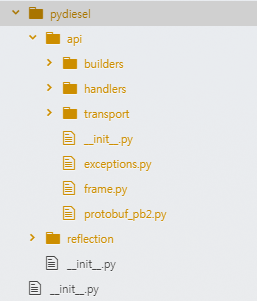 pydiesel
api
builders
handlers
transport
__init__.py
exceptions.py
frame.py
protobuf_pb2.py
reflection
__init__.py
__init__.py